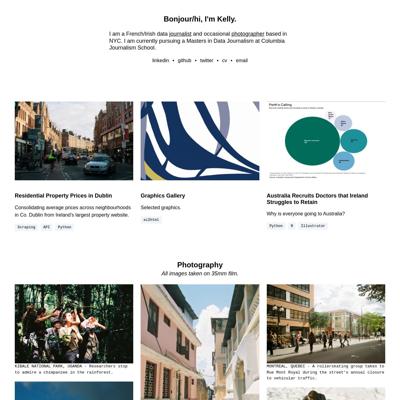 Bonjour/hi, I'm Kelly.
I am a French/Irish data journalist and occasional photographer based in
NYC. I am currently pursuing a Masters in Data Journalism at Columbia
Journalism School.
linkedin • github • twitter • cv • email
Perth's Calling
Residential Property Prices in Dublin
Consolidating average prices across neighbourhoods
in Co. Dublin from Ireland's largest property website.
Scraping API Python
Graphics Gallery
Selected graphics.
ai2html
Australia Recruits Doctors that Ireland
Struggles to Retain
Why is everyone going to Australia?
Python R Illustrator
Photography
All images taken on 35mm film.
KIBALE NATIONAL PARK, UGANDA - Researchers stop
to admire a chimpanzee in the rainforest.
MONTREAL, QUEBEC - A rollerskating group takes to
Rue Mont Royal during the street's annual closure
to vehicular traffic.